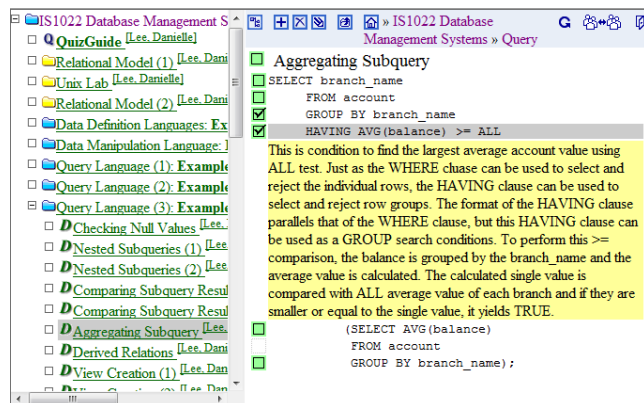 IS1022 Database Management S
QuizGuide [Lee, Danielle]
Relational Model (1) [Lee, Dani
Unix Lab [Lee, Danielle]
Relational Model (2) [Lee, Dani
Data Definition Languages: Ex
Data Manipulation Language: 
Query Language (1): Example
Query Language (2): Example
Query Language (3): Example
D Checking Null Values [Lee,
D Nested Subqueries (1) [Lee,
D Nested Subqueries (2) [Lee,
D Comparing Subquery Resu
D Comparing Subquery Resu
D Aggregating Subquery [Lee,
D Derived Relations [Lee, Dani
D View Creation (1) [Lee, Dan
» IS1022 Database
Management Systems » Query
Aggregating Subquery
SELECT branch_name
FROM account
GROUP BY branch_name
HAVING AVG(balance) >= ALL
This is condition to find the largest average account value using
ALL test. Just as the WHERE cluase can be used to select and
reject the individual rows, the HAVING clause can be used to
select and reject row groups. The format of the HAVING clause
parallels that of the WHERE clause, but this HAVING clause can
be used as a GROUP search conditions. To perform this >=
comparison, the balance is grouped by the branch_name and the
average value is calculated. The calculated single value is
compared with ALL average value of each branch and if they are
smaller or equal to the single value, it yields TRUE.
(SELECT AVG(balance)
FROM account
GROUP BY branch_name);